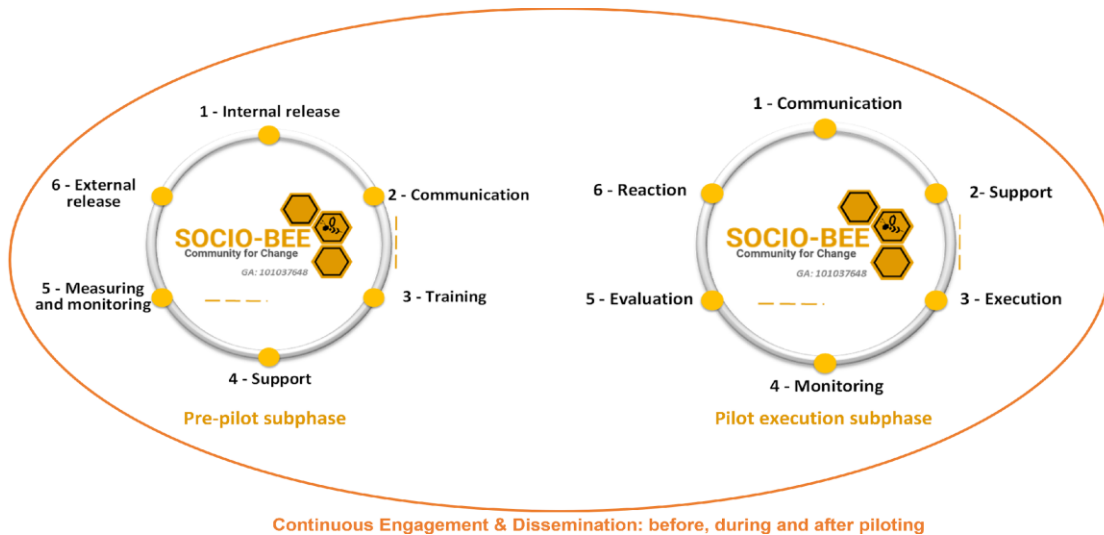 1 - Internal release
2 - Communication
3 - Training
4 - Support
5 - Measuring
and monitoring
6 - External
release
SOCIO-BEE
Community for Change
GA: 101037648
Pre-pilot subphase
1 - Communication
2- Support
3 - Execution
4 - Monitoring
5 - Evaluation
6 - Reaction
SOCIO-BEE
Community for Change
GA: 101037648
Pilot execution subphase
Continuous Engagement & Dissemination: before, during and after piloting